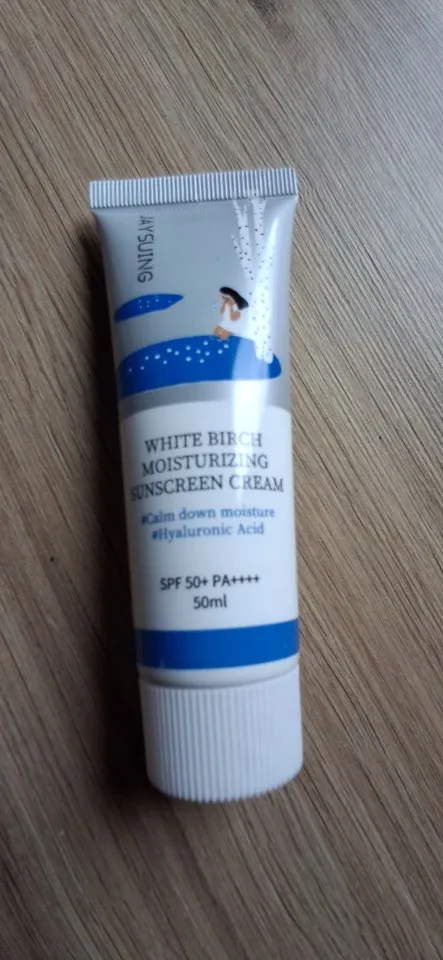 JAYSUING
WHITE BIRCH
MOISTURIZING
SUNSCREEN CREAM
#Calm down moisture
#Hyaluronic Acid
SPF 50+ PA++++
50ml